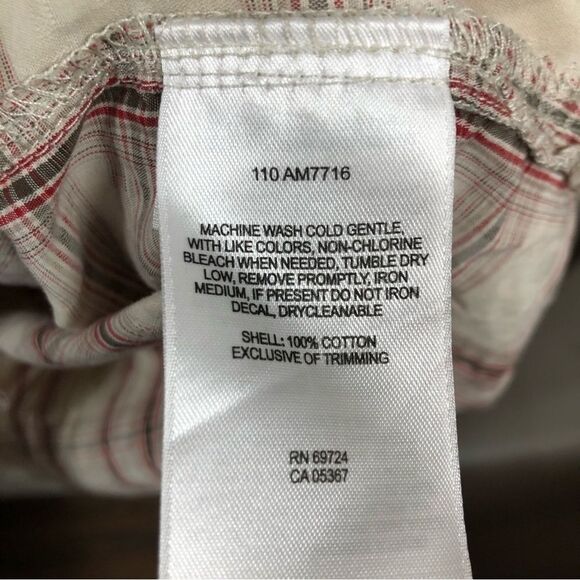 110 AM7716
MACHINE WASH COLD GENTLE,
WITH LIKE COLORS, NON-CHLORINE
BLEACH WHEN NEEDED, TUMBLE DRY
LOW, REMOVE PROMPTLY, IRON
MEDIUM, IF PRESENT DO NOT IRON
DECAL, DRYCLEANABLE
SHELL: 100% COTTON
EXCLUSIVE OF TRIMMING
RN 69724
CA 05367